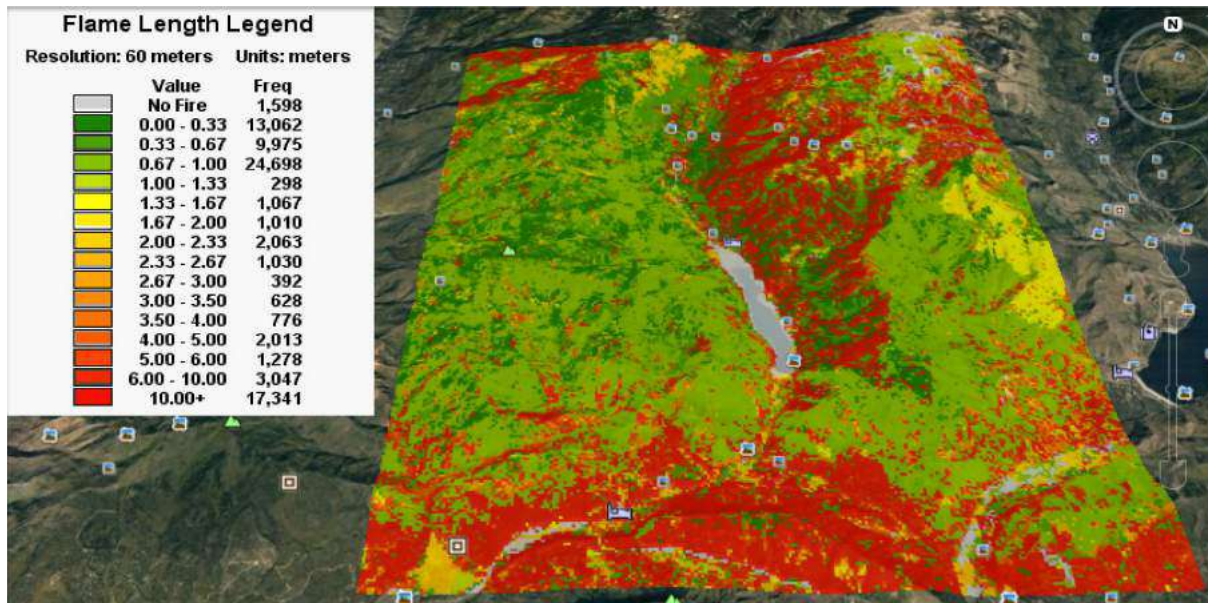 Flame Length Legend
Resolution: 60 meters Units: meters
Value Freq
No Fire 1,598
0.00 - 0.33 13,062
0.33 - 0.67 9,975
0.67 - 1.00 24,698
1.00 - 1.33 298
1.33 - 1.67 1,067
1.67 - 2.00 1,010
2.00 - 2.33 2,063
2.33 - 2.67 1,030
2.67 - 3.00 392
3.00 - 3.50 628
3.50 - 4.00 776
4.00 - 5.00 2,013
5.00 - 6.00 1,278
6.00 - 10.00 3,047
10.00+ 17,341
N